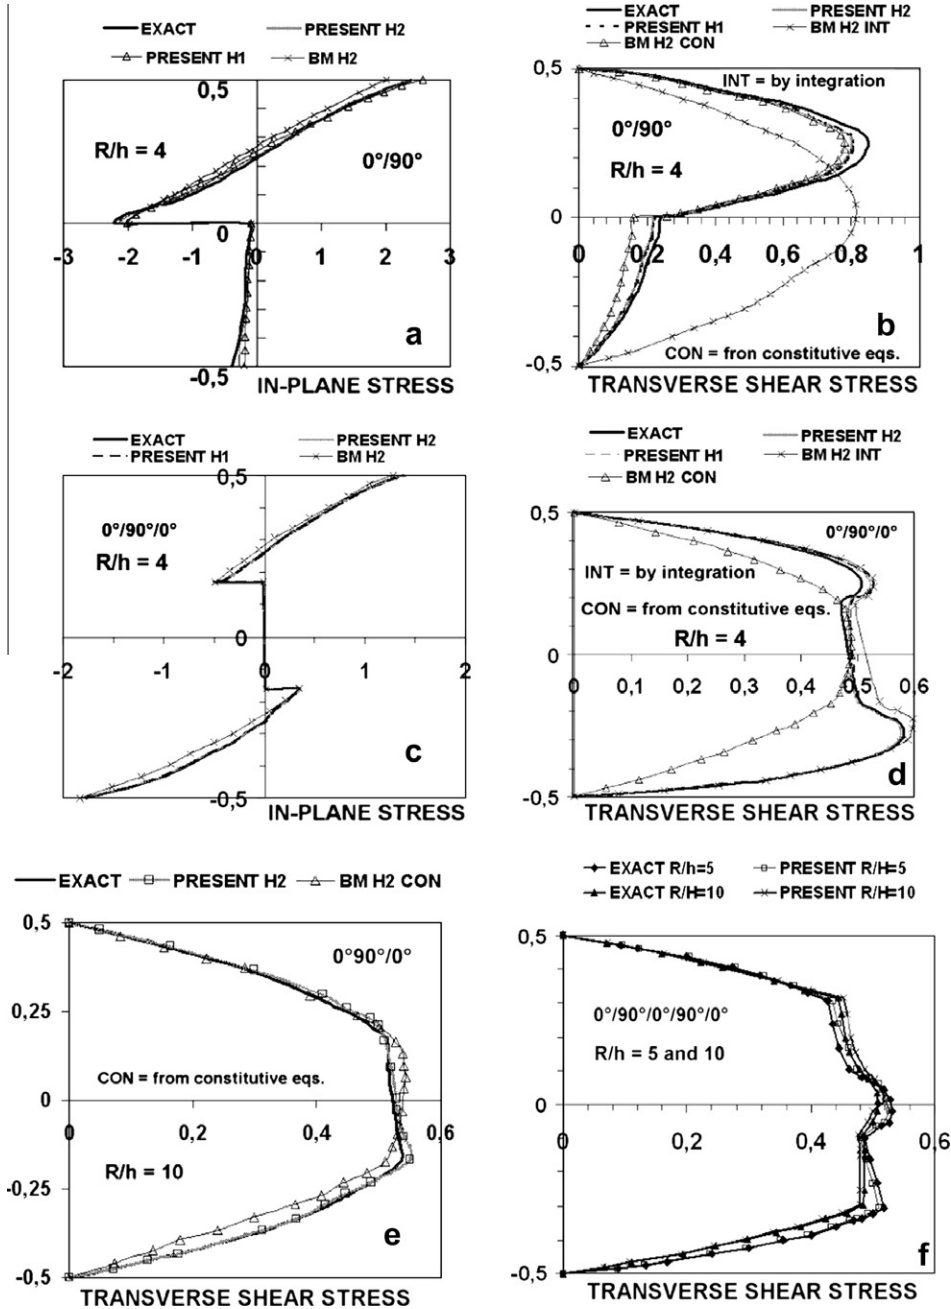 EXACT
PRESENT H2
PRESENT H1
BM H2
0,5
R/h = 4
0°/90°
0
-3 -2 -1 0 1 2 3
a
-0,5
IN-PLANE STRESS
EXACT
PRESENT H2
PRESENT H1
BM H2 INT
BM H2 CON
0,5
INT = by integration
0°/90°
R/h = 4
0
0 0,2 0,4 0,6 0,8 1
b
CON = fron constitutive eqs.
-0,5
TRANSVERSE SHEAR STRESS
EXACT
PRESENT H2
PRESENT H1
BM H2
0,5
0°/90°/0°
R/h = 4
0
-2 -1 0 1 2
c
-0,5
IN-PLANE STRESS
EXACT
PRESENT H2
PRESENT H1
BM H2 INT
BM H2 CON
0,5
0°/90°/0°
INT = by integration
CON = from constitutive eqs.
R/h = 4
0
0 0,1 0,2 0,3 0,4 0,5 0,6
d
-0,5
TRANSVERSE SHEAR STRESS
EXACT PRESENT H2 BM H2 CON
0,5
0°90°/0°
0,25
CON = from constitutive eqs.
0
0 0,2 0,4 0,6
R/h = 10
-0,25
e
-0,5
TRANSVERSE SHEAR STRESS
EXACT R/h=5
PRESENT R/H=5
EXACT R/H=10
PRESENT R/H=10
0,5
0°/90°/0°/90°/0°
R/h = 5 and 10
0
0 0,2 0,4 0,6
f
-0,5
TRANSVERSE SHEAR STRESS